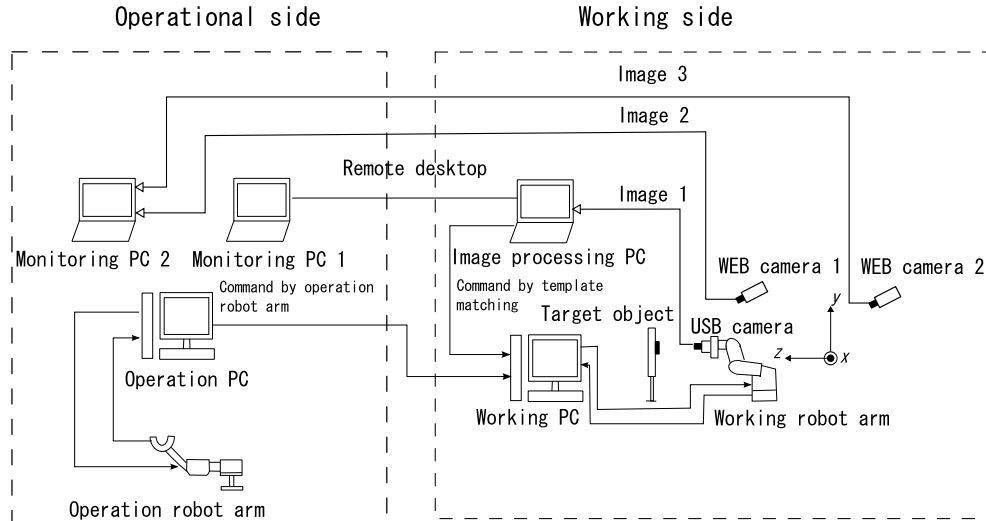 Operational side
Working side
Image 3
Image 2
Remote desktop
Image 1
Monitoring PC 2
Monitoring PC 1
Image processing PC
WEB camera 1
WEB camera 2
Command by operation
robot arm
Command by template
matching
Target object
USB camera
y
z
x
Operation PC
Working PC
Working robot arm
Operation robot arm